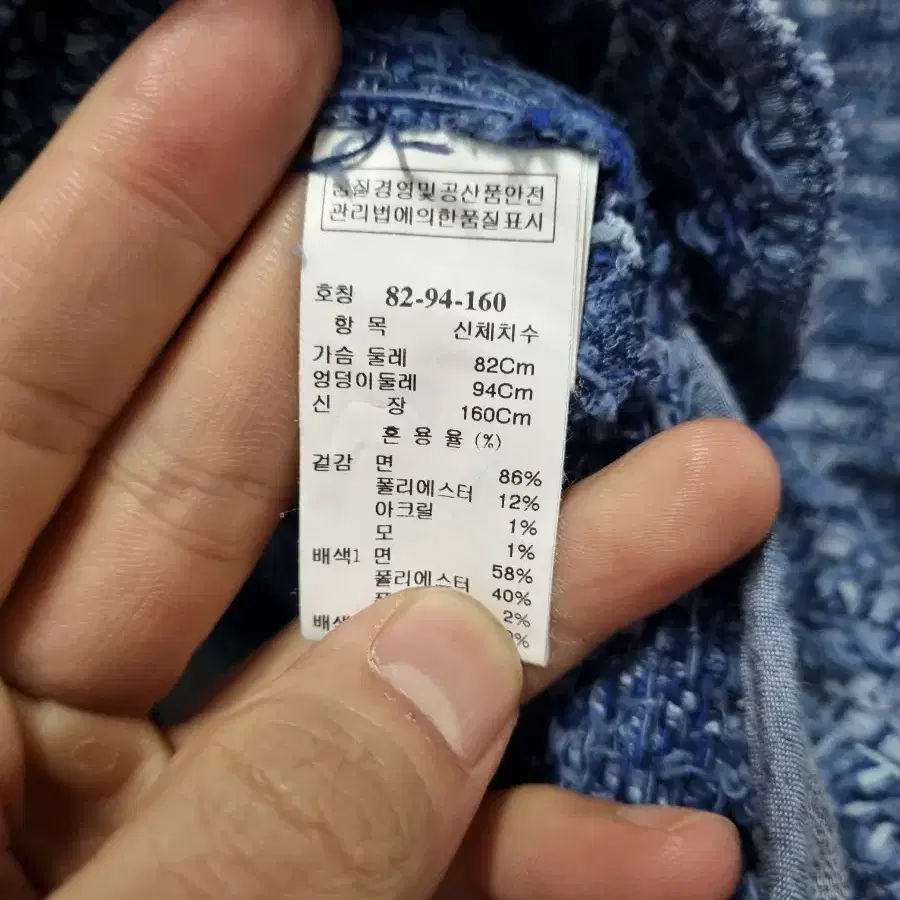 품질경영및공산품안전
관리법에의한품질표시
호칭 82-94-160
항 목 신체치수
가슴 둘레 82Cm
엉덩이둘레 94Cm
신 장 160Cm
혼 용 율 (%)
겉감 면 86%
폴리에스터 12%
아크릴 1%
모 1%
배색1 면 58%
폴리에스터 40%
2%